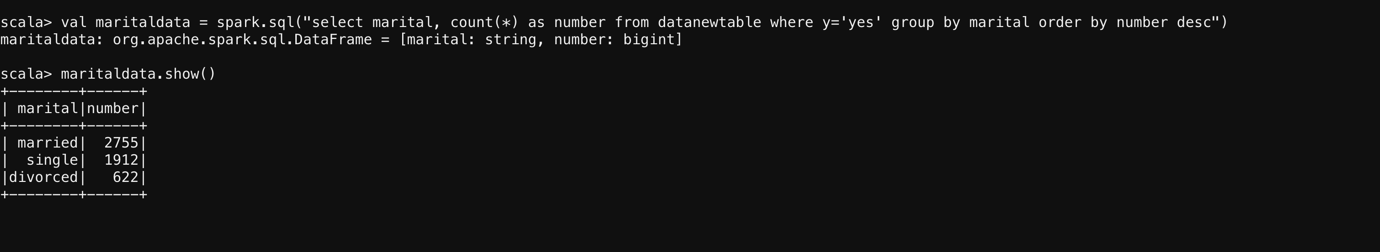 scala> val maritaldata = spark.sql("select marital, count(*) as number from datanewtable where y='yes' group by marital order by number desc")
maritaldata: org.apache.spark.sql.DataFrame = [marital: string, number: bigint]
scala> maritaldata.show()
+--------+------+
| marital|number|
+--------+------+
| married|  2755|
|  single|  1912|
|divorced|   622|
+--------+------+